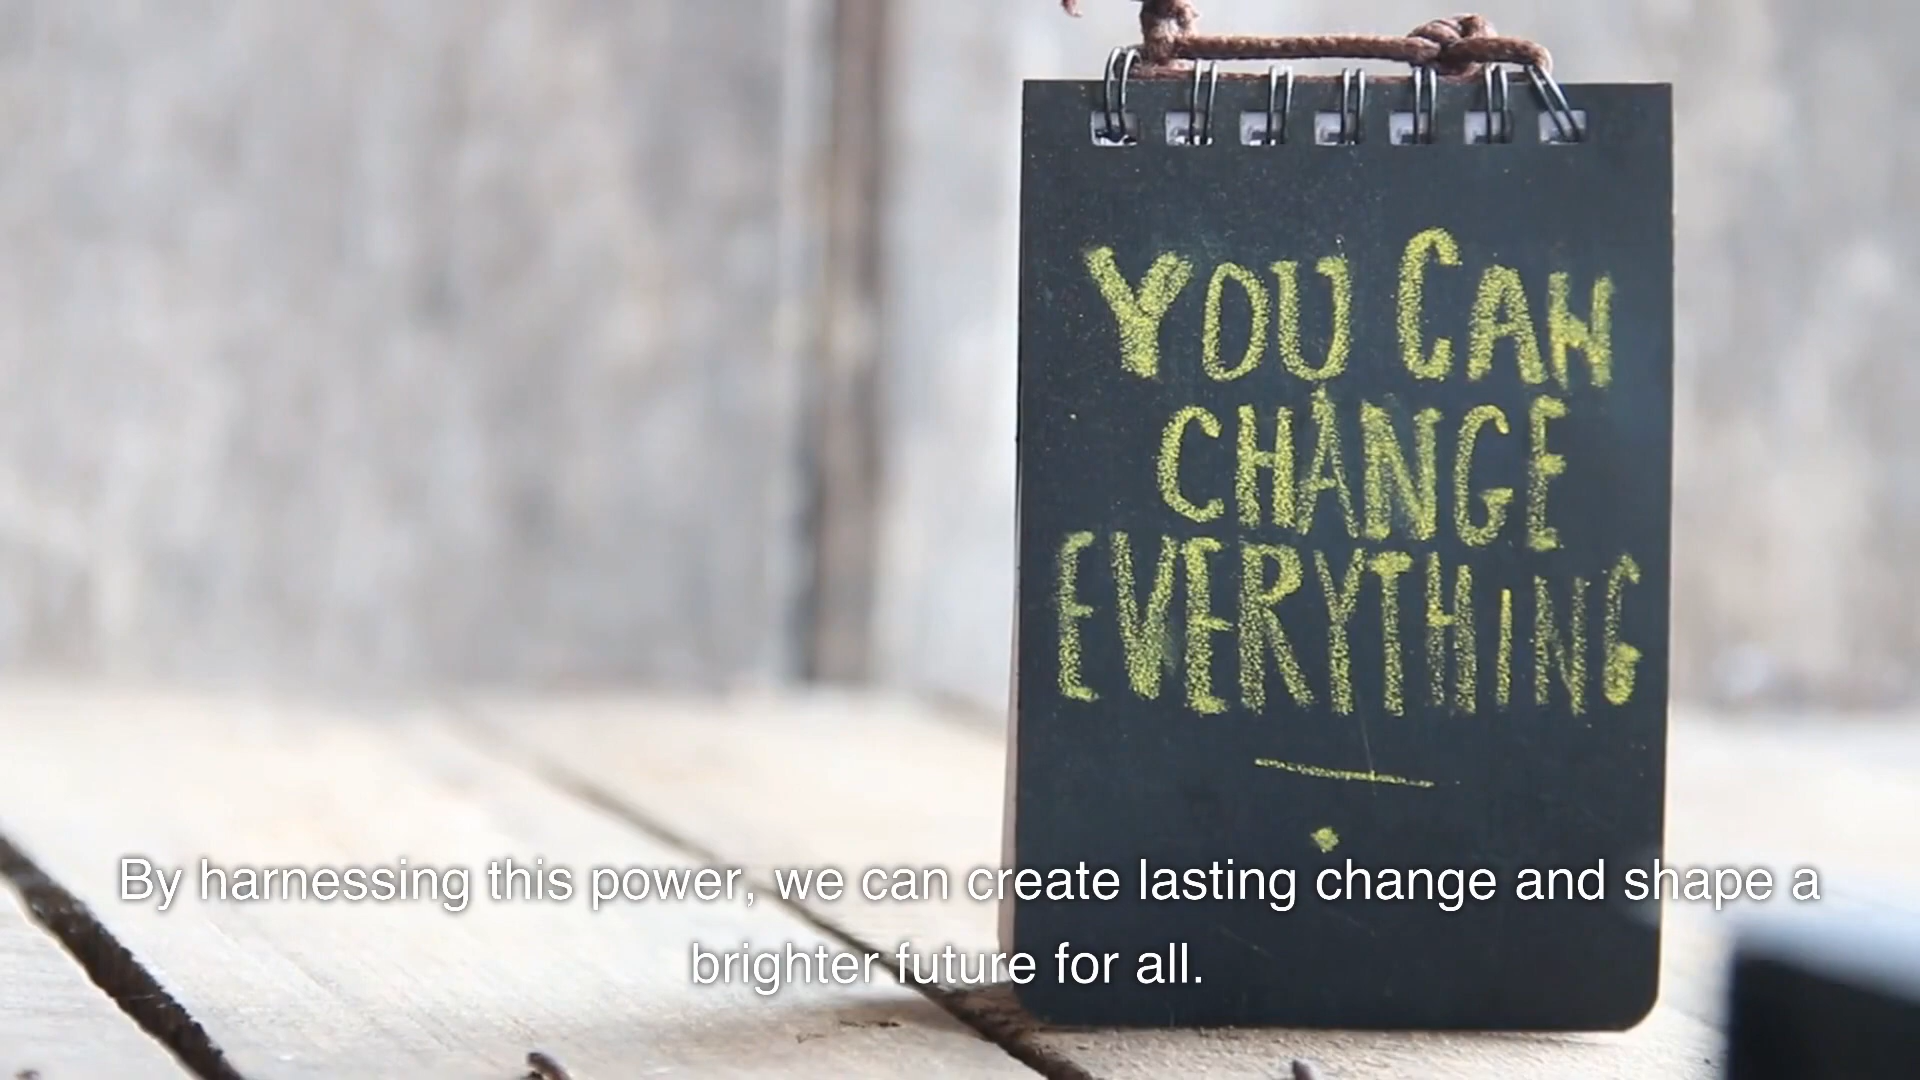 YOU CAN
CHANGE
EVERYTHING
By harnessing this power, we can create lasting change and shape a
brighter future for all.